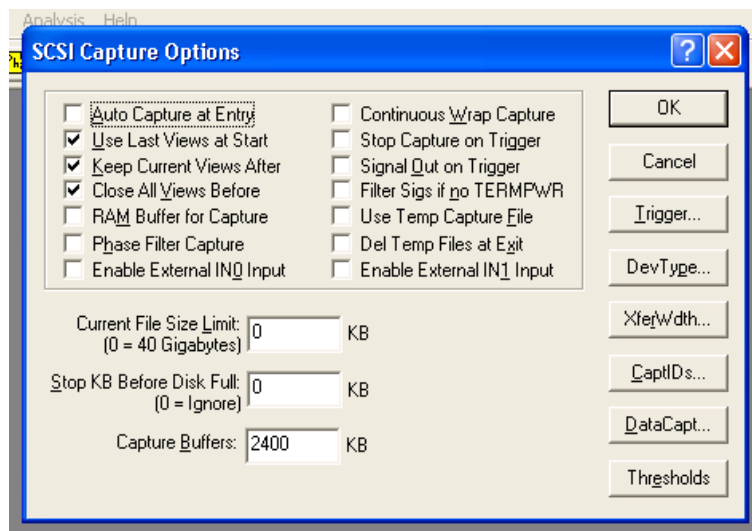 Analysis Help
SCSI Capture Options
Auto Capture at Entry
Use Last Views at Start
Keep Current Views After
Close All Views Before
RAM Buffer for Capture
Phase Filter Capture
Enable External IN0 Input
Continuous Wrap Capture
Stop Capture on Trigger
Signal Out on Trigger
Filter Sigs if no TERMPWR
Use Temp Capture File
Del Temp Files at Exit
Enable External IN1 Input
Current File Size Limit: 0 KB
(0 = 40 Gigabytes)
Stop KB Before Disk Full: 0 KB
(0 = Ignore)
Capture Buffers: 2400 KB
OK
Cancel
Trigger...
DevType...
XferWdth...
CaptIDs...
DataCapt...
Thresholds